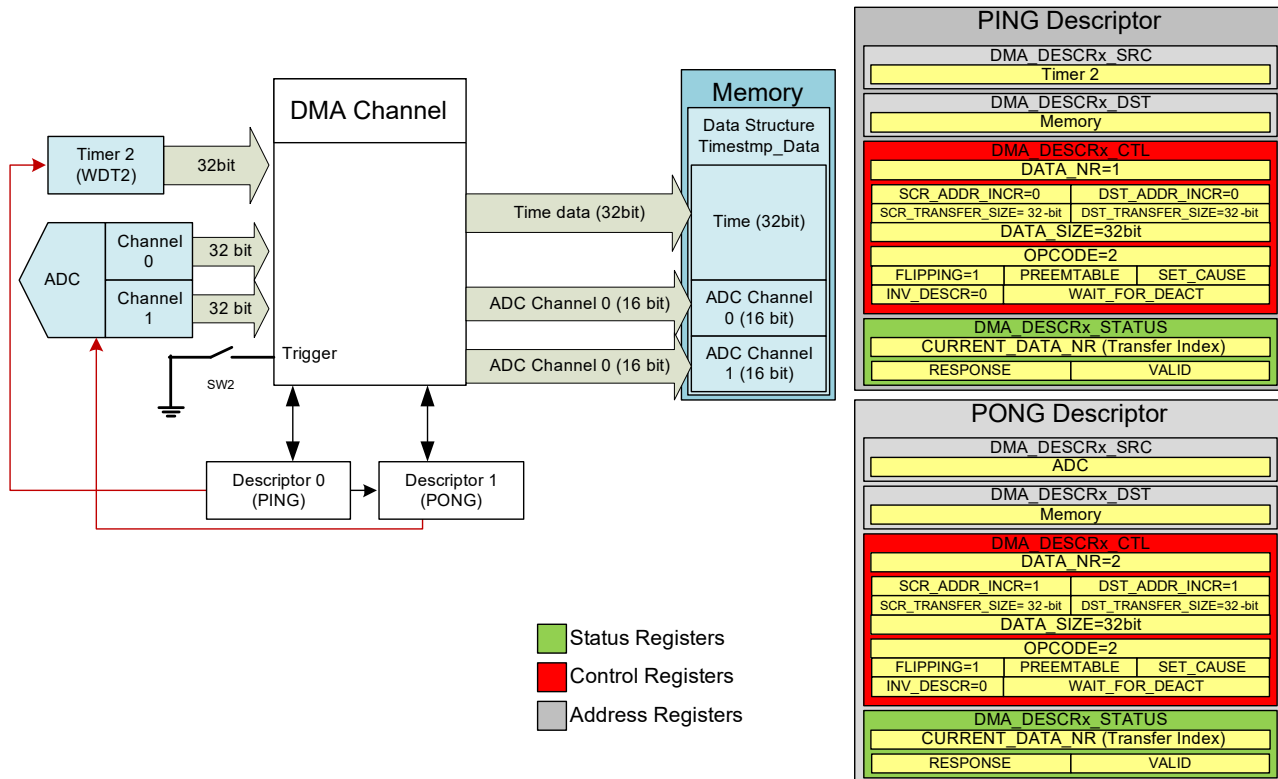 DMA Channel
Timer 2
(WDT2)
32bit
ADC
Channel
0
Channel
1
32 bit
32 bit
Trigger
SW2
Time data (32bit)
ADC Channel 0 (16 bit)
ADC Channel 0 (16 bit)
Memory
Data Structure
Timestmp_Data
Time (32bit)
ADC Channel
0 (16 bit)
ADC Channel
1 (16 bit)
Descriptor 0
(PING)
Descriptor 1
(PONG)
Status Registers
Control Registers
Address Registers
PING Descriptor
DMA_DESCRx_SRC
Timer 2
DMA_DESCRx_DST
Memory
DMA_DESCRx_CTL
DATA_NR=1
SCR_ADDR_INCR=0 DST_ADDR_INCR=0
SCR_TRANSFER_SIZE= 32-bit DST_TRANSFER_SIZE=32-bit
DATA_SIZE=32bit
OPCODE=2
FLIPPING=1 PREEMTABLE SET_CAUSE
INV_DESCR=0 WAIT_FOR_DEACT
DMA_DESCRx_STATUS
CURRENT_DATA_NR (Transfer Index)
RESPONSE VALID
PONG Descriptor
DMA_DESCRx_SRC
ADC
DMA_DESCRx_DST
Memory
DMA_DESCRx_CTL
DATA_NR=2
SCR_ADDR_INCR=1 DST_ADDR_INCR=1
SCR_TRANSFER_SIZE= 32-bit DST_TRANSFER_SIZE=32-bit
DATA_SIZE=32bit
OPCODE=2
FLIPPING=1 PREEMTABLE SET_CAUSE
INV_DESCR=0 WAIT_FOR_DEACT
DMA_DESCRx_STATUS
CURRENT_DATA_NR (Transfer Index)
RESPONSE VALID